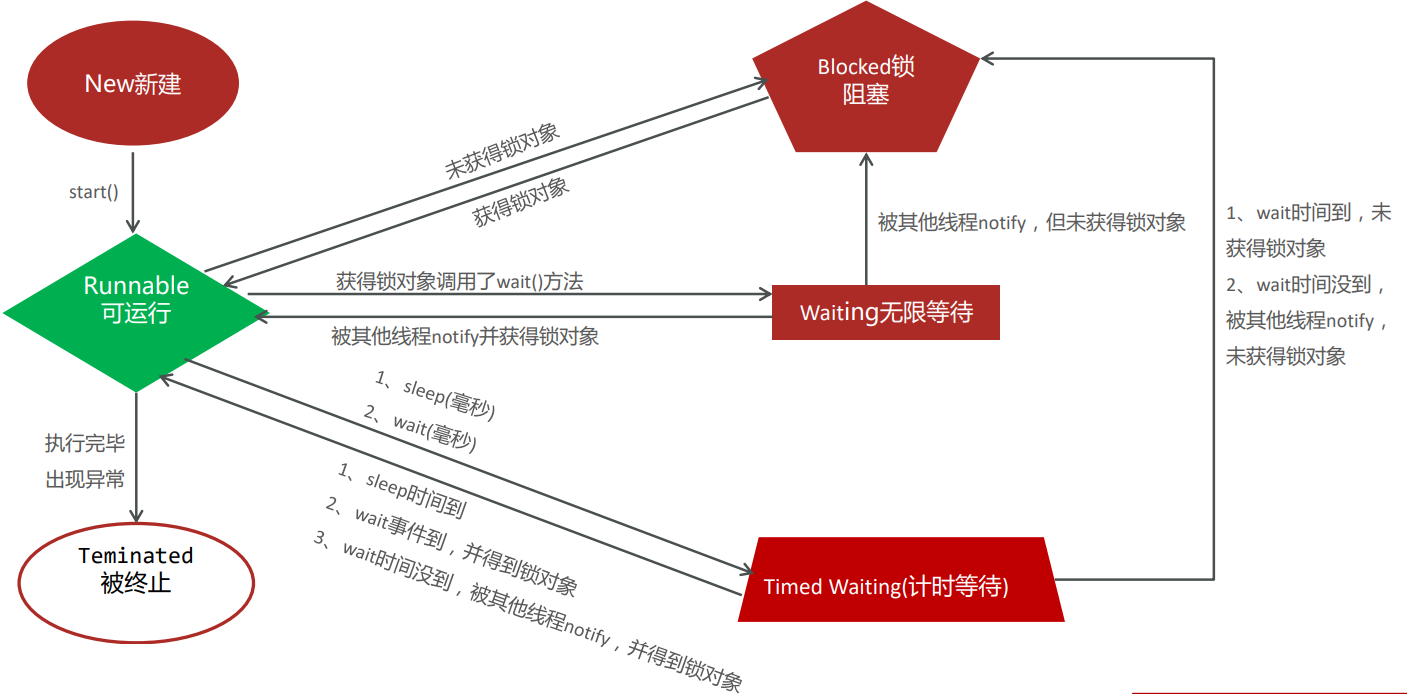 New新建
start()
Runnable
可运行
执行完毕
出现异常
Teminated
被终止
未获得锁对象
获得锁对象
Blocked锁
阻塞
被其他线程notify，但未获得锁对象
获得锁对象调用了wait()方法
Waiting无限等待
被其他线程notify并获得锁对象
1、sleep(毫秒)
2、wait(毫秒)
1、sleep时间到
2、wait事件到，并得到锁对象
3、wait时间没到，被其他线程notify，并得到锁对象
Timed Waiting(计时等待)
1、wait时间到，未
获得锁对象
2、wait时间没到，
被其他线程notify，
未获得锁对象